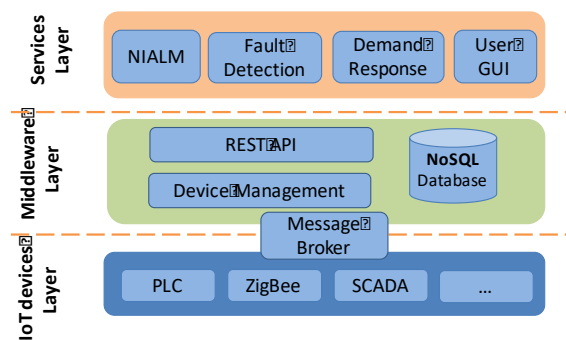 Services
Layer
NIALM
Fault
Detection
Demand
Response
User
GUI
Middleware
Layer
REST API
Device Management
NoSQL
Database
Message
Broker
IoT devices
Layer
PLC
ZigBee
SCADA
...